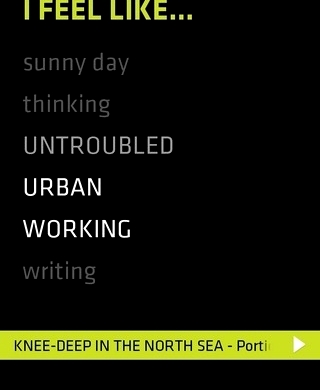 I FEEL LIKE...
sunny day
thinking
UNTROUBLED
URBAN
WORKING
writing
KNEE-DEEP IN THE NORTH SEA - Porti